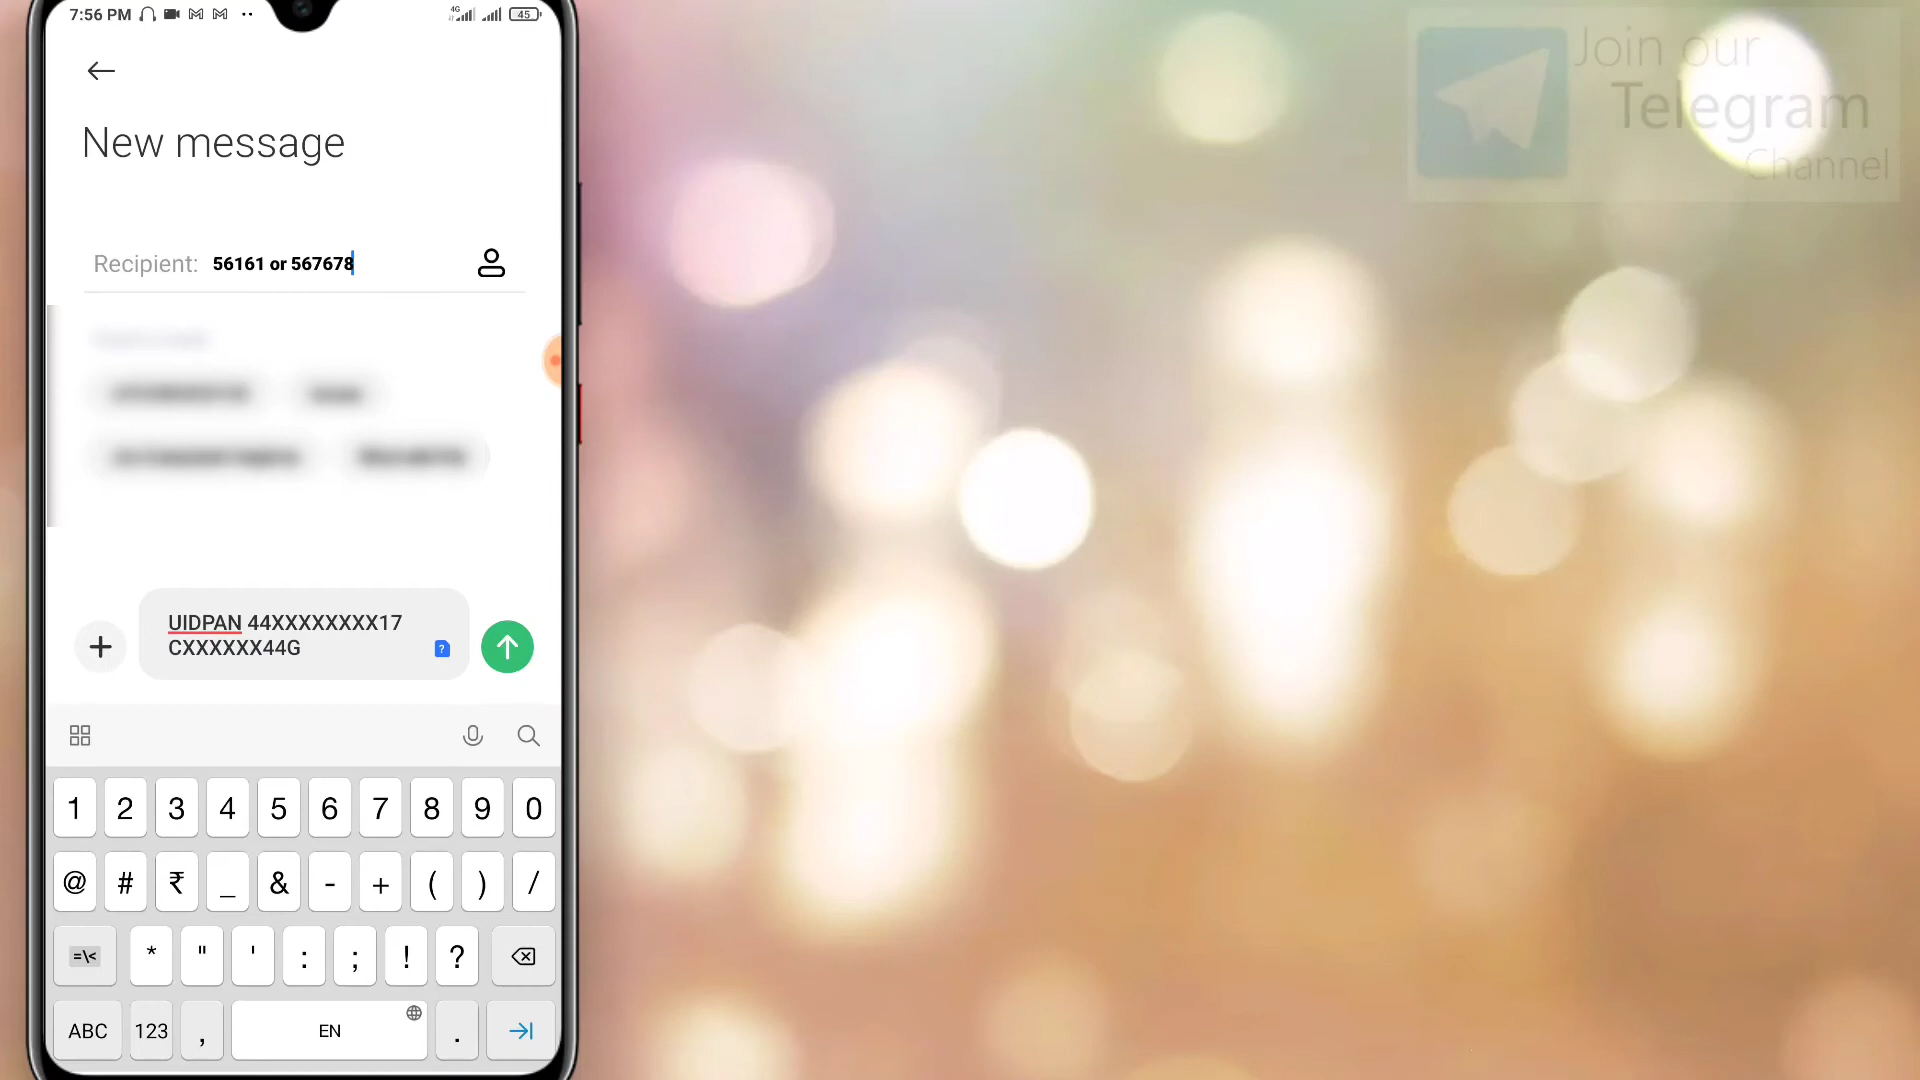 7:56 PM
4G
45
Join our
Telegram
Channel
New message
Recipient: 56161 or 567678
UIDPAN 44XXXXXXXX17
CXXXXXX44G
?
1 2 3 4 5 6 7 8 9 0
@ # ₹ _ & - + ( ) /
=\< * " ' : ; ! ?
ABC 123 , EN .